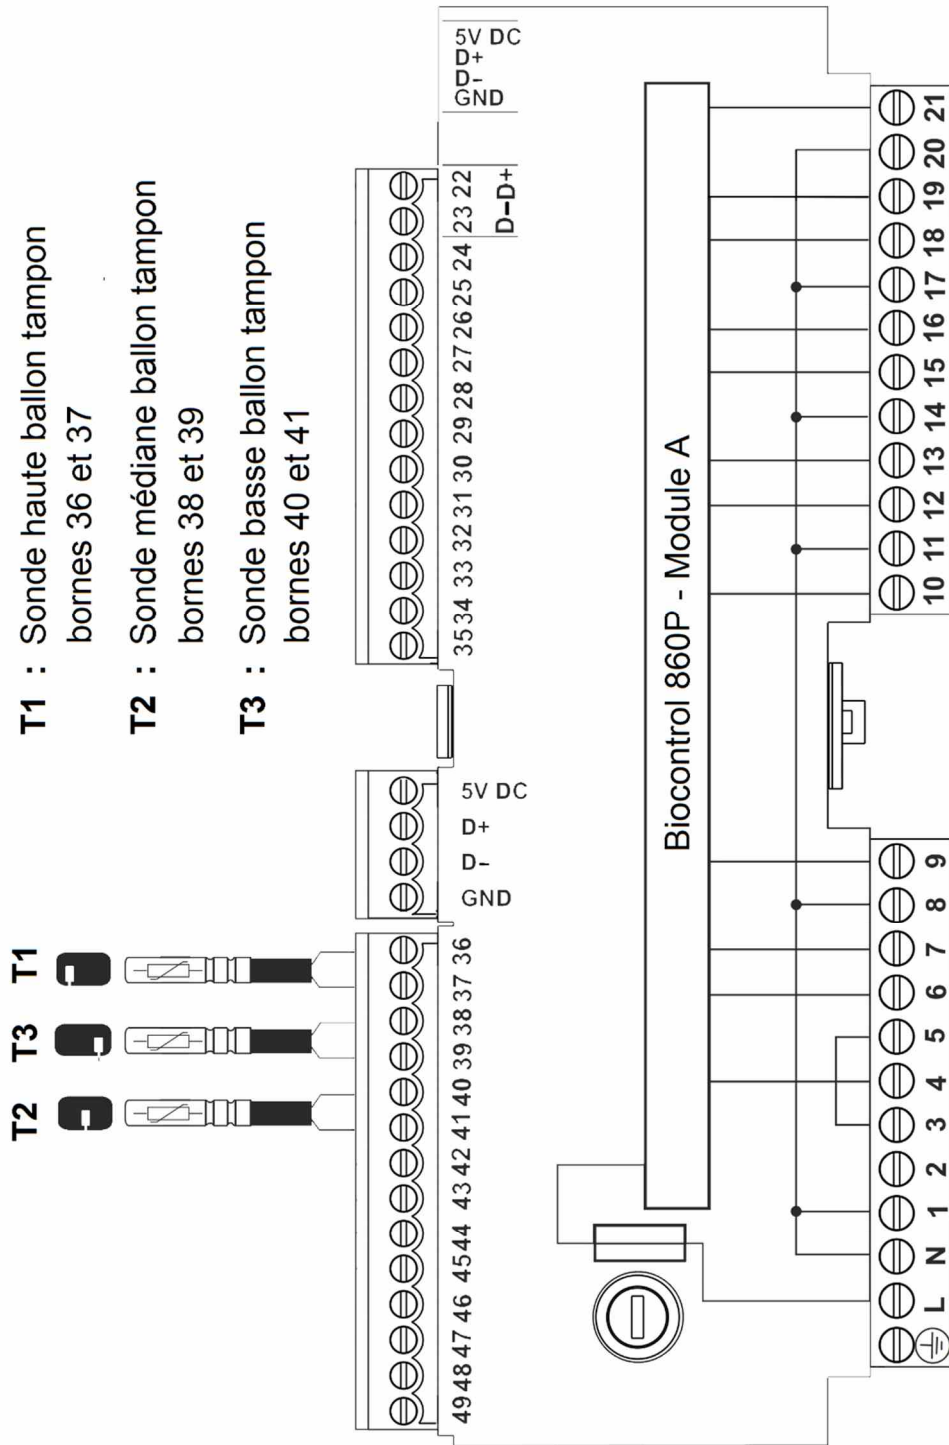 T1 : Sonde haute ballon tampon
bornes 36 et 37
T2 : Sonde médiane ballon tampon
bornes 38 et 39
T3 : Sonde basse ballon tampon
bornes 40 et 41
T2 T3 T1
49 48 47 46 45 44 43 42 41 40 39 38 37 36
GND D- D+ 5V DC
35 34 33 32 31 30 29 28 27 26 25 24 23 22
D- D+
5V DC
D+
D-
GND
Biocontrol 860P - Module A
L N 1 2 3 4 5 6 7 8 9
10 11 12 13 14 15 16 17 18 19 20 21